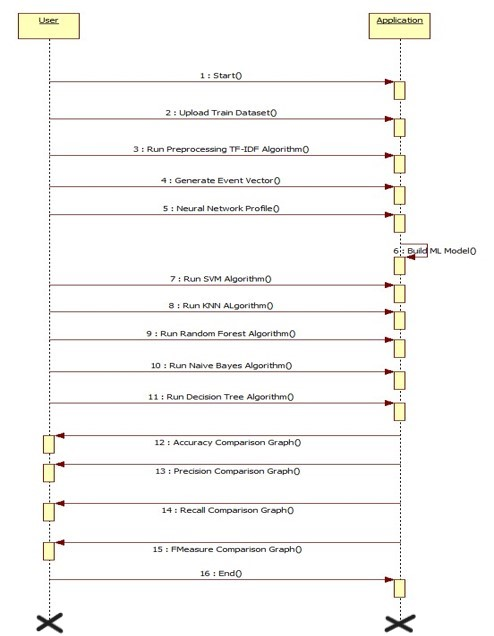 User
Application
1 : Start()
2 : Upload Train Dataset()
3 : Run Preprocessing TF-IDF Algorithm()
4 : Generate Event Vector()
5 : Neural Network Profile()
6 : Build ML Model()
7 : Run SVM Algorithm()
8 : Run KNN ALgorithm()
9 : Run Random Forest Algorithm()
10 : Run Naive Bayes Algorithm()
11 : Run Decision Tree Algorithm()
12 : Accuracy Comparison Graph()
13 : Precision Comparison Graph()
14 : Recall Comparison Graph()
15 : FMeasure Comparison Graph()
16 : End()